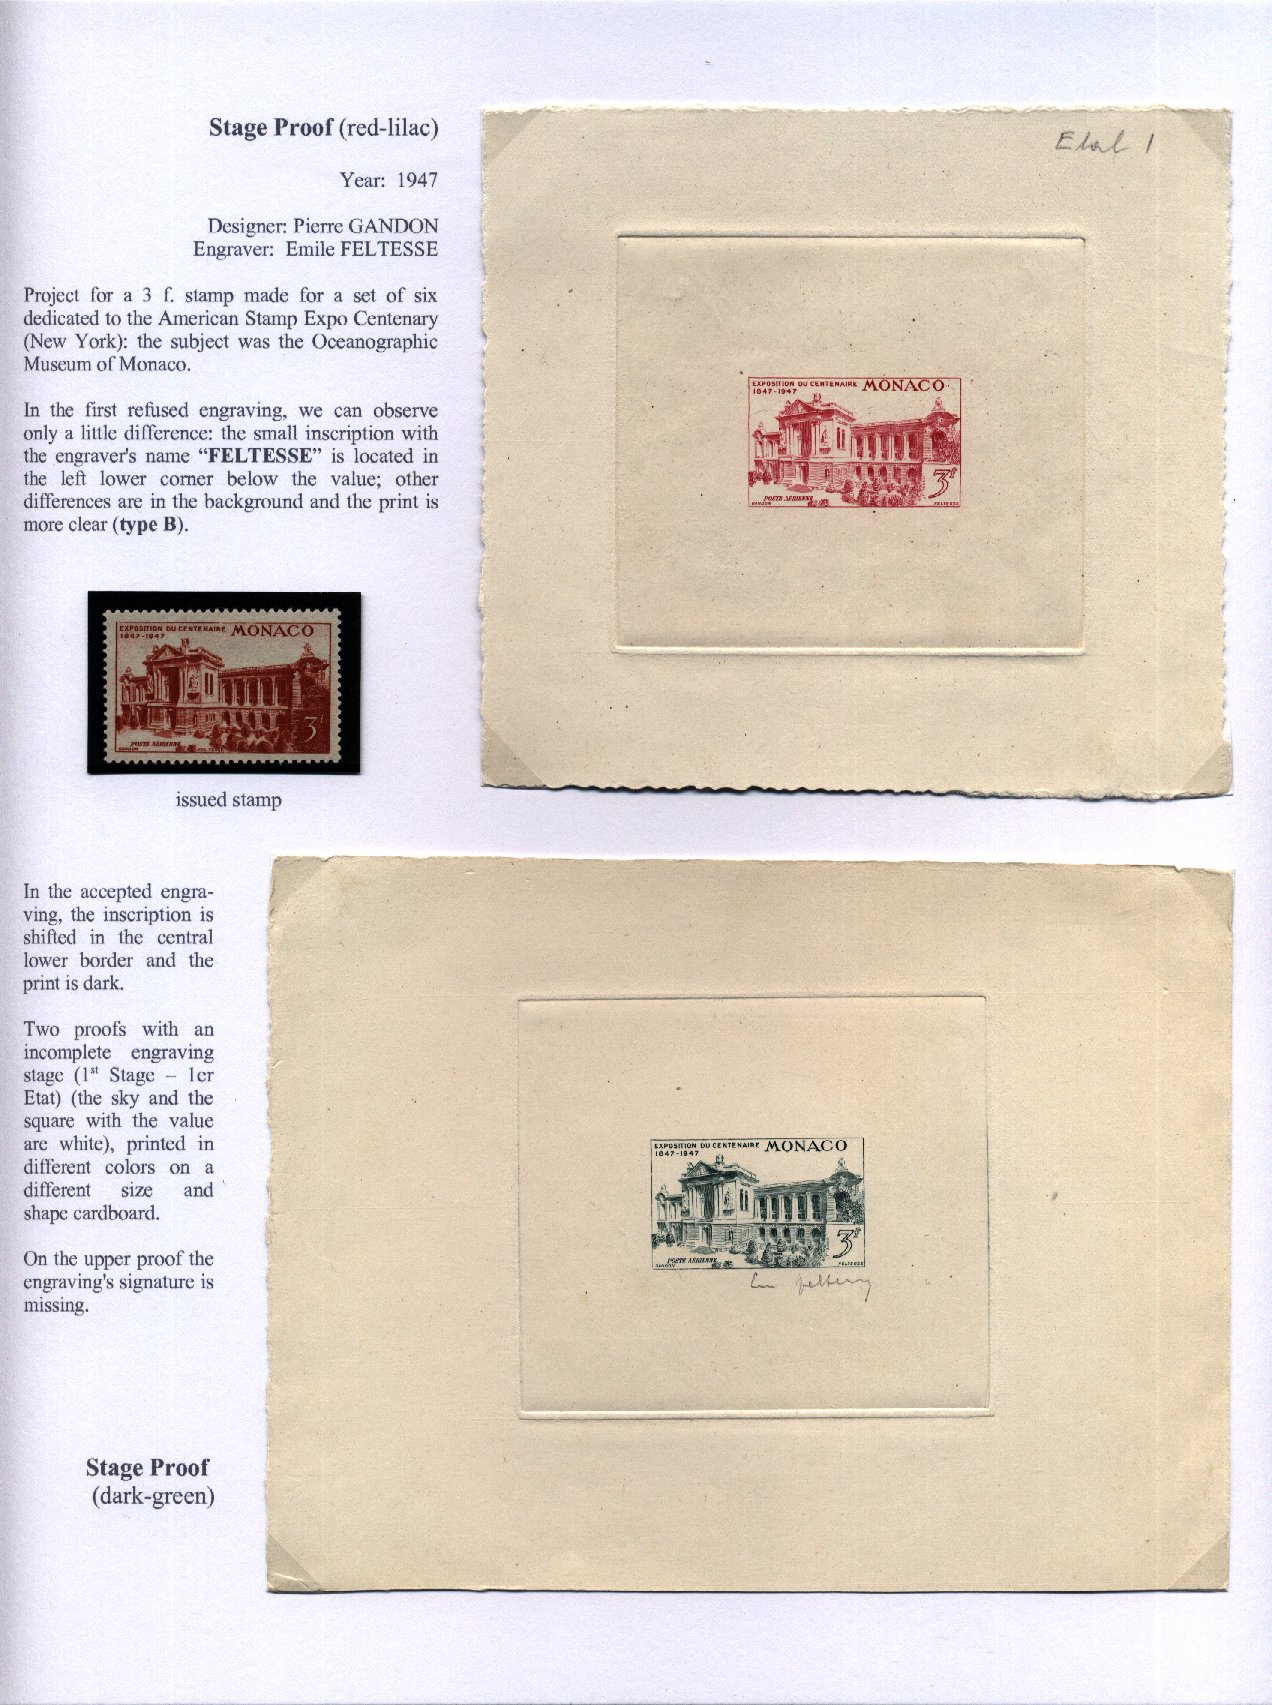 Stage Proof (red-lilac)
Year: 1947
Designer: Pierre GANDON
Engraver: Emile FELTESSE
Project for a 3 f. stamp made for a set of six
dedicated to the American Stamp Expo Centenary
(New York): the subject was the Oceanographic
Museum of Monaco.
In the first refused engraving, we can observe
only a little difference: the small inscription with
the engraver's name “FELTESSE” is located in
the left lower corner below the value; other
differences are in the background and the print is
more clear (type B).
Etat 1
EXPOSITION DU CENTENAIRE MONACO
1847-1947
3F
POSTE AÉRIENNE
GANDON FELTESSE
EXPOSITION DU CENTENAIRE MONACO
1847-1947
3f
POSTE AÉRIENNE
GANDON FELTESSE
issued stamp
In the accepted engra-
ving, the inscription is
shifted in the central
lower border and the
print is dark.
Two proofs with an
incomplete engraving
stage (1st Stage – 1er
Etat) (the sky and the
square with the value
are white), printed in
different colors on a
different size and
shape cardboard.
On the upper proof the
engraving's signature is
missing.
Stage Proof
(dark-green)
EXPOSITION DU CENTENAIRE MONACO
1847-1947
3F
POSTE AÉRIENNE
GANDON FELTESSE